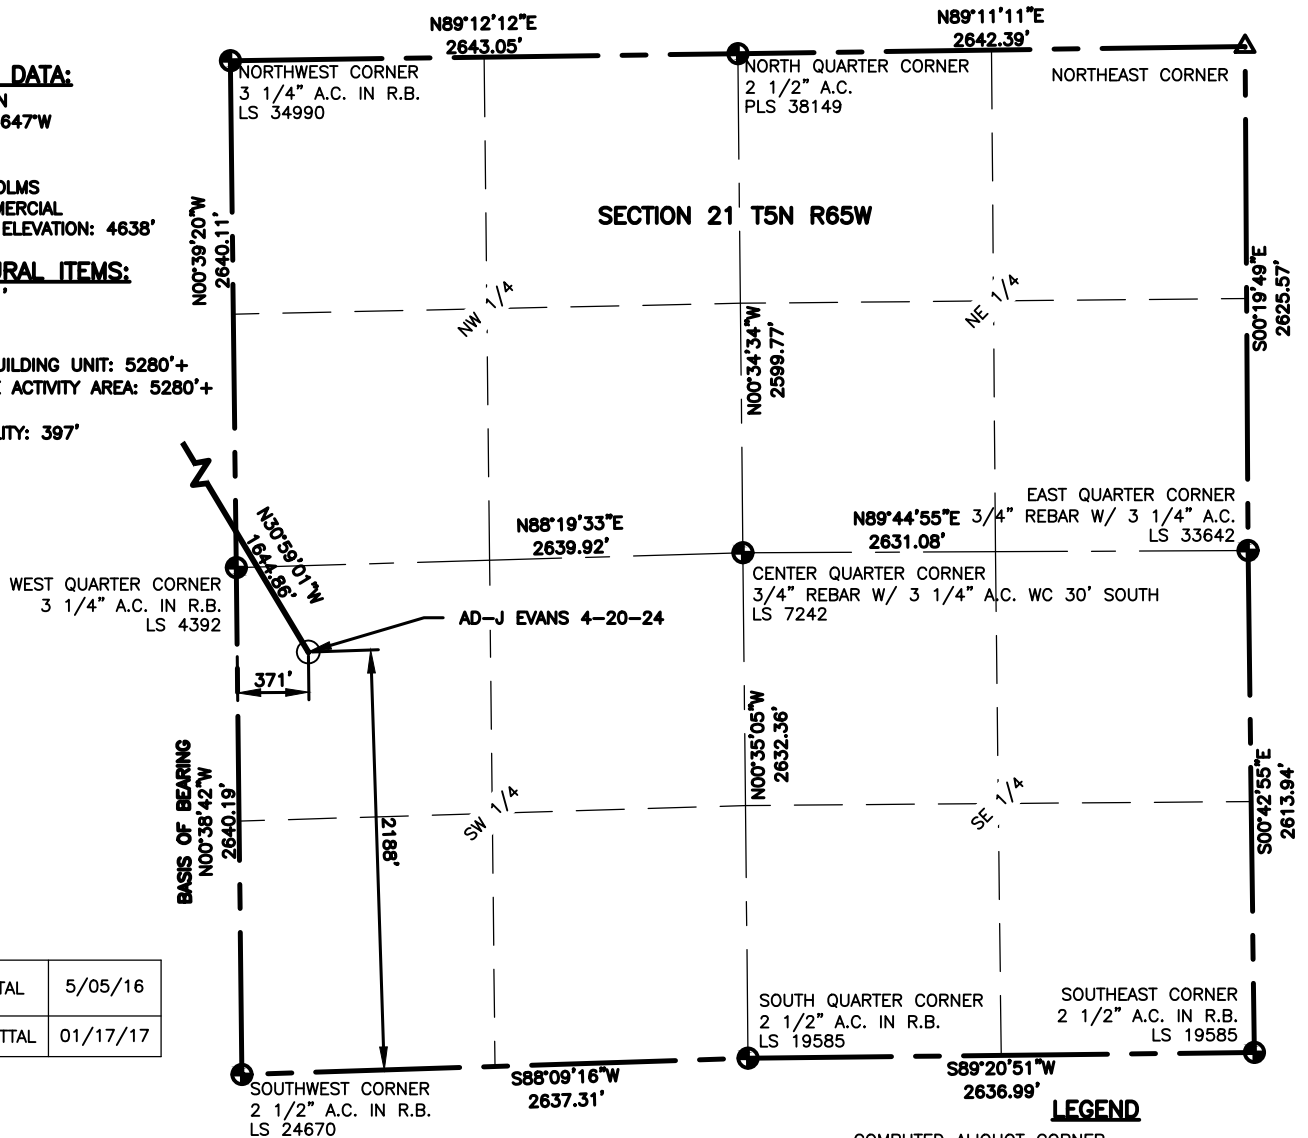 N89°12'12"E
2643.05'
N89°11'11"E
2642.39'
DATA:
N
647"W
NORTHWEST CORNER
3 1/4" A.C. IN R.B.
LS 34990
NORTH QUARTER CORNER
2 1/2" A.C.
PLS 38149
NORTHEAST CORNER
OLMS
MERCIAL
ELEVATION: 4638'
N00°39'20"W
2640.11'
SECTION 21 T5N R65W
URAL ITEMS:
'
NW 1/4
NE 1/4
S00°19'49"E
2625.57'
N00°34'34"W
2599.77'
UILDING UNIT: 5280'+
E ACTIVITY AREA: 5280'+
LITY: 397'
N30°59'01"W
1644.86'
N88°19'33"E
2639.92'
N89°44'55"E
2631.08'
EAST QUARTER CORNER
3/4" REBAR W/ 3 1/4" A.C.
LS 33642
WEST QUARTER CORNER
3 1/4" A.C. IN R.B.
LS 4392
CENTER QUARTER CORNER
3/4" REBAR W/ 3 1/4" A.C. WC 30' SOUTH
LS 7242
AD-J EVANS 4-20-24
371'
BASIS OF BEARING
N00°38'42"W
2640.19'
2188'
SW 1/4
N00°35'05"W
2632.36'
SE 1/4
S00°42'55"E
2613.94'
TAL 5/05/16
TTAL 01/17/17
SOUTH QUARTER CORNER
2 1/2" A.C. IN R.B.
LS 19585
SOUTHEAST CORNER
2 1/2" A.C. IN R.B.
LS 19585
SOUTHWEST CORNER
2 1/2" A.C. IN R.B.
LS 24670
S88°09'16"W
2637.31'
S89°20'51"W
2636.99'
LEGEND
COMPUTED ALIQUOT CORNER